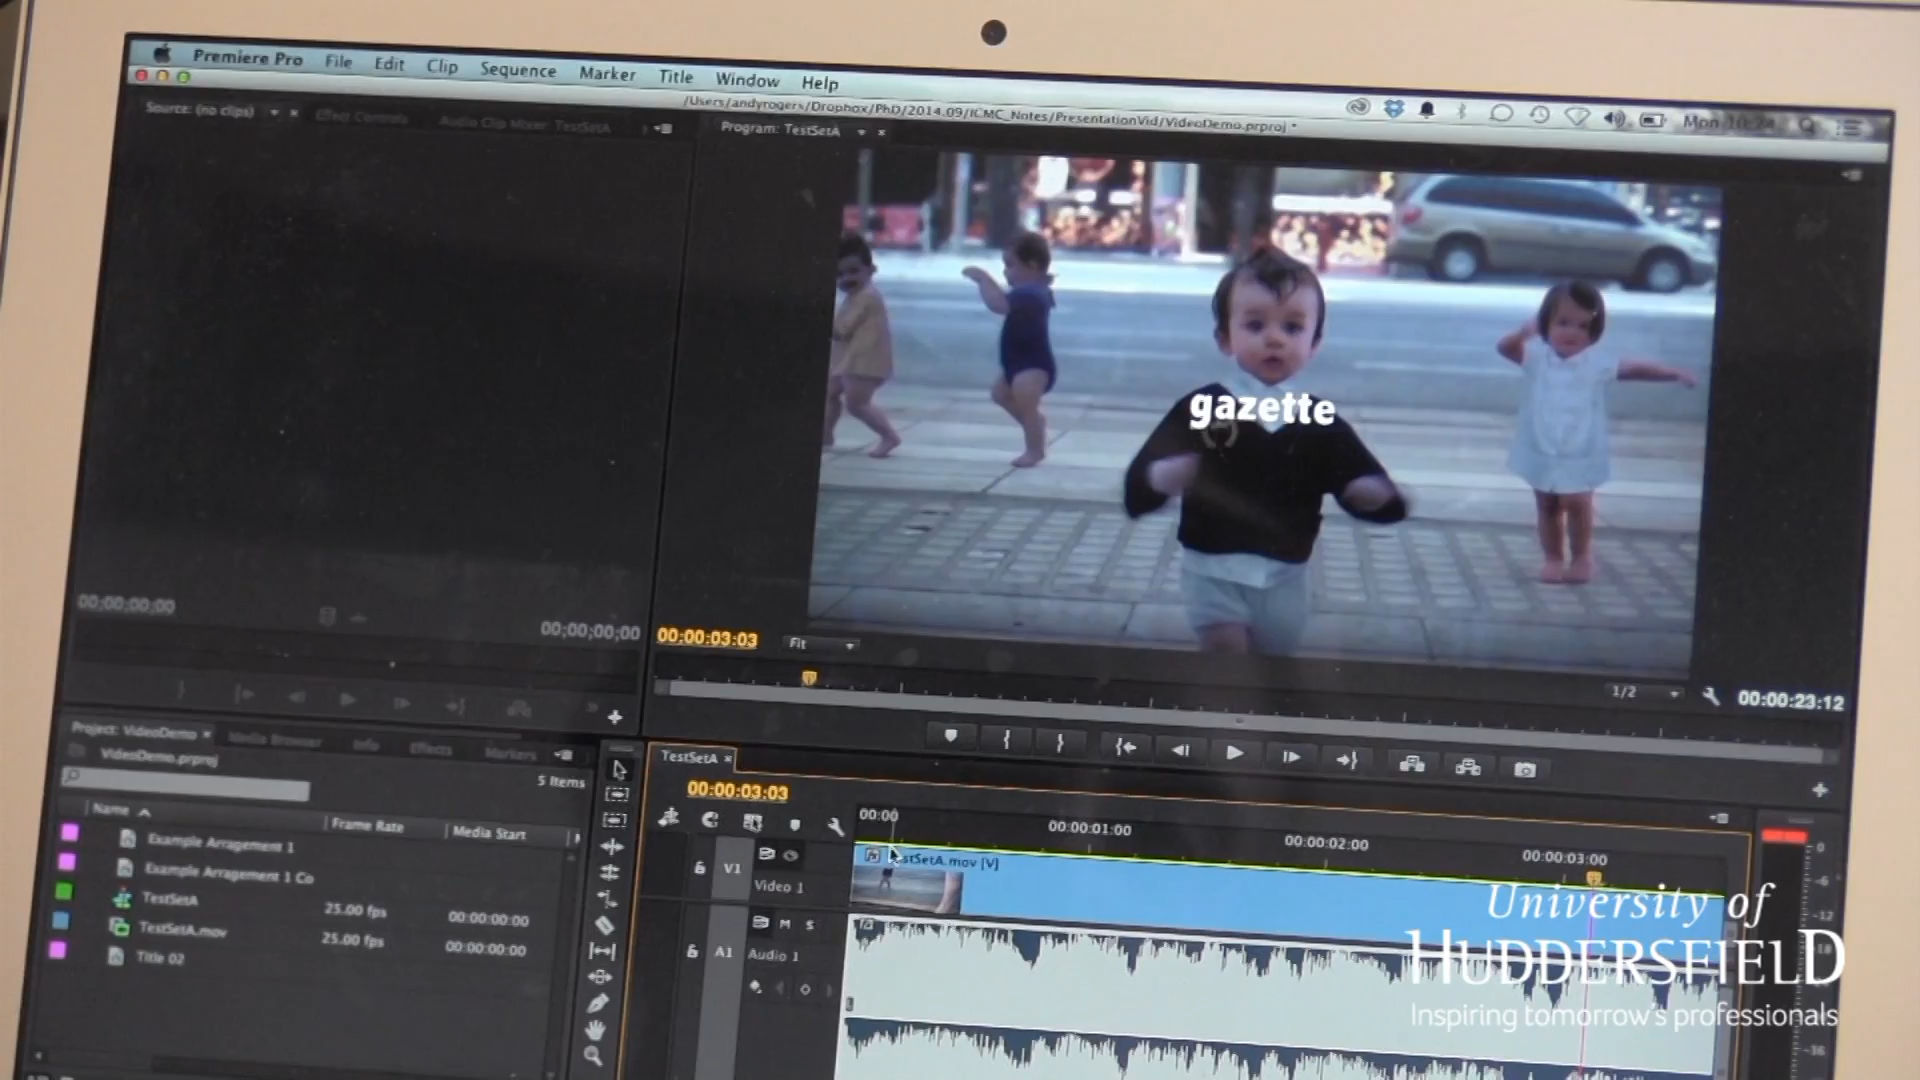 Premiere Pro File Edit Clip Sequence Marker Title Window Help
/Users/andyrogers/Dropbox/PhD/2014.09/ICMC_Notes/PresentationVid/VideoDemo.prproj
Source: (no clips) Effect Controls Audio Clip Mixer: TestSetA
Program: TestSetA
gazette
00;00;00;00
00;00;00;00
00:00:03:03
Fit
1/2
00:00:23:12
Project: VideoDemo Media Browser Info Effects Markers
VideoDemo.prproj
5 Items
Name Frame Rate Media Start
Example Arragement 1
Example Arragement 1 Co
TestSetA 25.00 fps 00:00:00:00
TestSetA.mov 25.00 fps 00:00:00:00
Title 02
TestSetA
00:00:03:03
00:00 00:00:01:00 00:00:02:00 00:00:03:00
V1
Video 1
stSetA.mov [V]
M S
A1 Audio 1
0
-6
-12
-18
-36
University of
HUDDERSFIELD
Inspiring tomorrow's professionals